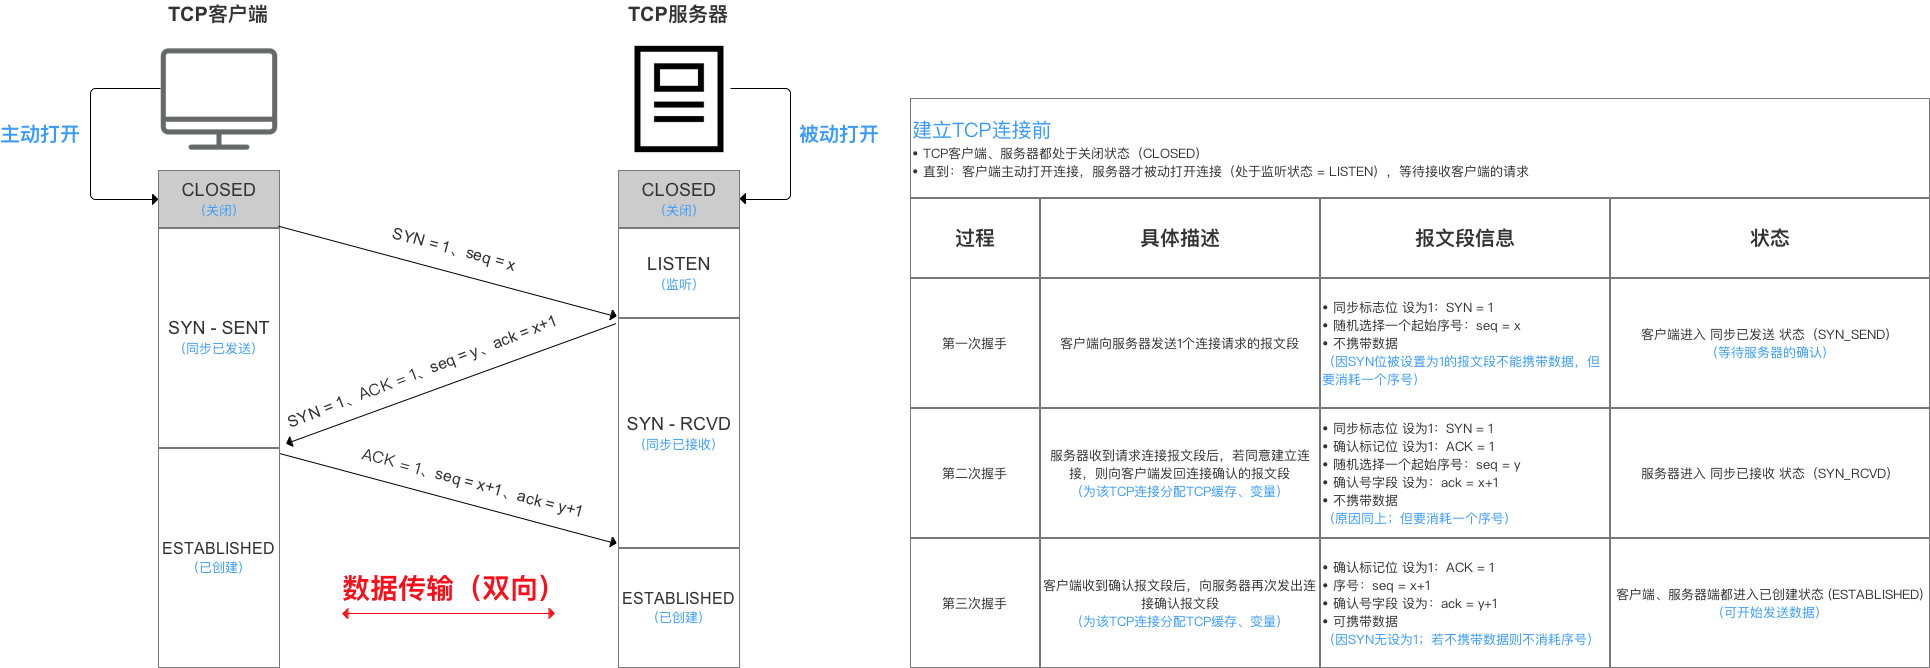 TCP客户端
TCP服务器
主动打开
被动打开
CLOSED
(关闭)
CLOSED
(关闭)
SYN = 1、seq = x
LISTEN
(监听)
SYN - SENT
(同步已发送)
SYN = 1、ACK = 1、seq = y、ack = x+1
SYN - RCVD
(同步已接收)
ACK = 1、seq = x+1、ack = y+1
ESTABLISHED
(已创建)
数据传输（双向）
ESTABLISHED
(已创建)
建立TCP连接前
• TCP客户端、服务器都处于关闭状态（CLOSED）
• 直到：客户端主动打开连接，服务器才被动打开连接（处于监听状态 = LISTEN），等待接收客户端的请求
过程 具体描述 报文段信息 状态
第一次握手
客户端向服务器发送1个连接请求的报文段
• 同步标志位 设为1：SYN = 1
• 随机选择一个起始序号：seq = x
• 不携带数据
（因SYN位被设置为1的报文段不能携带数据，但
要消耗一个序号）
客户端进入 同步已发送 状态（SYN_SEND）
（等待服务器的确认）
第二次握手
服务器收到请求连接报文段后，若同意建立连
接，则向客户端发回连接确认的报文段
（为该TCP连接分配TCP缓存、变量）
• 同步标志位 设为1：SYN = 1
• 确认标记位 设为1：ACK = 1
• 随机选择一个起始序号：seq = y
• 确认号字段 设为：ack = x+1
• 不携带数据
（原因同上；但要消耗一个序号）
服务器进入 同步已接收 状态（SYN_RCVD）
第三次握手
客户端收到确认报文段后，向服务器再次发出连
接确认报文段
（为该TCP连接分配TCP缓存、变量）
• 确认标记位 设为1：ACK = 1
• 序号：seq = x+1
• 确认号字段 设为：ack = y+1
• 可携带数据
（因SYN无设为1；若不携带数据则不消耗序号）
客户端、服务器端都进入已创建状态 (ESTABLISHED)
（可开始发送数据）